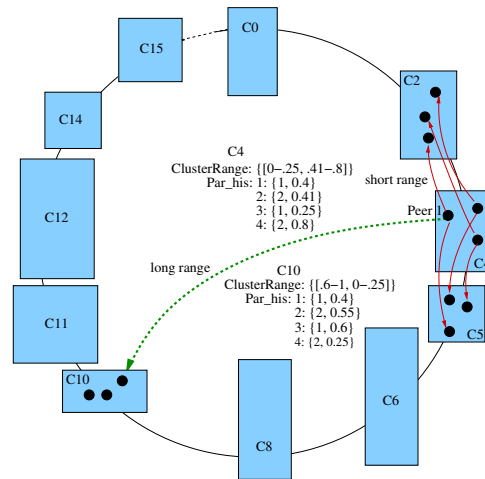 C0
C15
C2
C14
C4
ClusterRange: {[0−.25, .41−.8]}
Par_his: 1: {1, 0.4}
2: {2, 0.41}
3: {1, 0.25}
4: {2, 0.8}
short range
C12
Peer 1
C4
long range
C10
ClusterRange: {[.6−1, 0−.25]}
Par_his: 1: {1, 0.4}
2: {2, 0.55}
3: {1, 0.6}
4: {2, 0.25}
C11
C5
C10
C6
C8